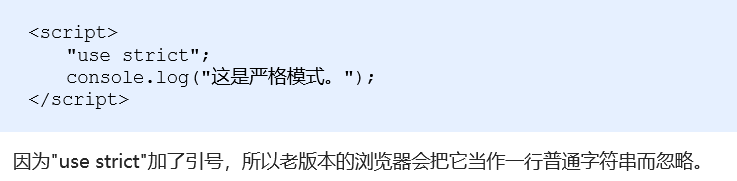 <script>
"use strict";
console.log("这是严格模式。");
</script>
因为"use strict"加了引号，所以老版本的浏览器会把它当作一行普通字符串而忽略。